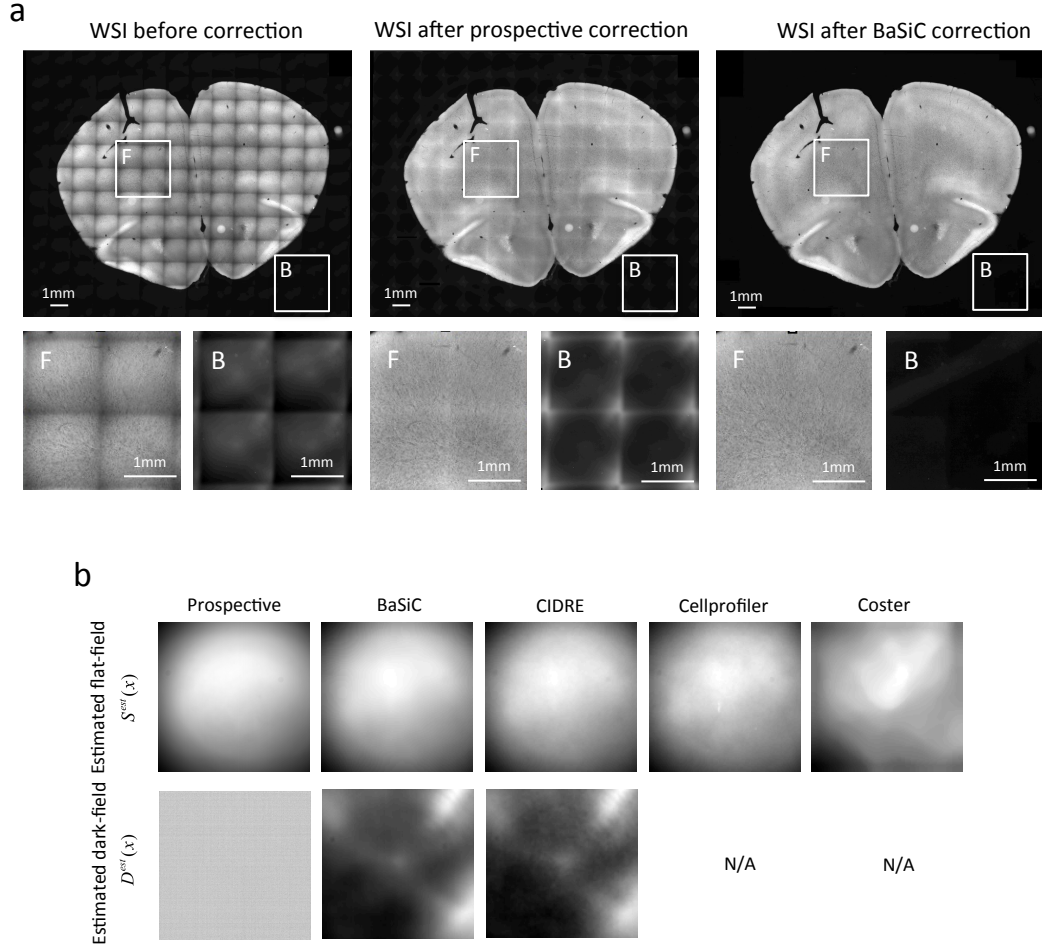 a
WSI before correction
WSI after prospective correction
WSI after BaSiC correction
F
B
1mm
F
B
1mm
F
B
1mm
F
1mm
B
1mm
F
1mm
B
1mm
F
1mm
B
1mm
b
Prospective
BaSiC
CIDRE
Cellprofiler
Coster
Estimated flat-field
S^est(x)
Estimated dark-field
D^est(x)
N/A
N/A